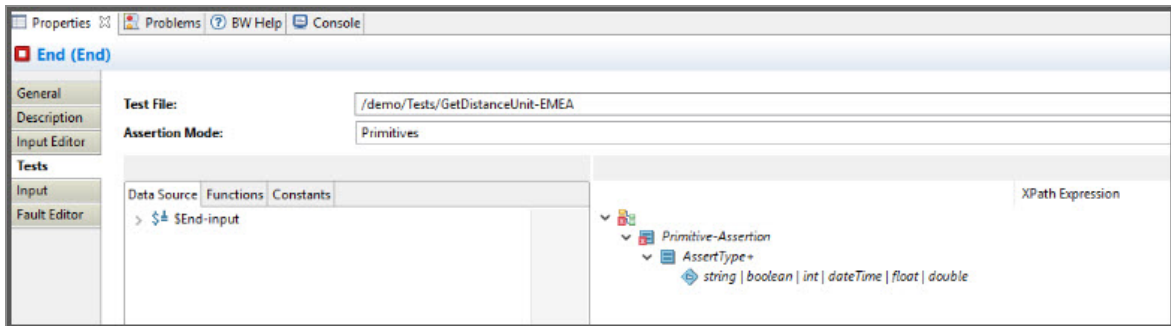 Properties Problems BW Help Console
End (End)
General
Description
Input Editor
Tests
Input
Fault Editor
Test File: /demo/Tests/GetDistanceUnit-EMEA
Assertion Mode: Primitives
Data Source Functions Constants
$End-input
XPath Expression
Primitive-Assertion
AssertType+
string | boolean | int | dateTime | float | double